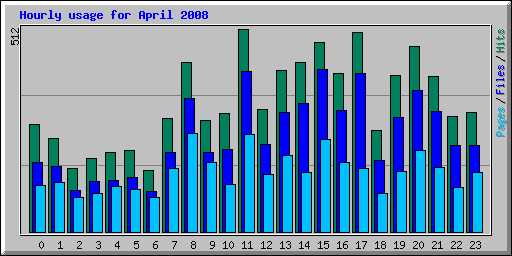 Hourly usage for April 2008
512
Pages/Files/Hits
0 1 2 3 4 5 6 7 8 9 10 11 12 13 14 15 16 17 18 19 20 21 22 23